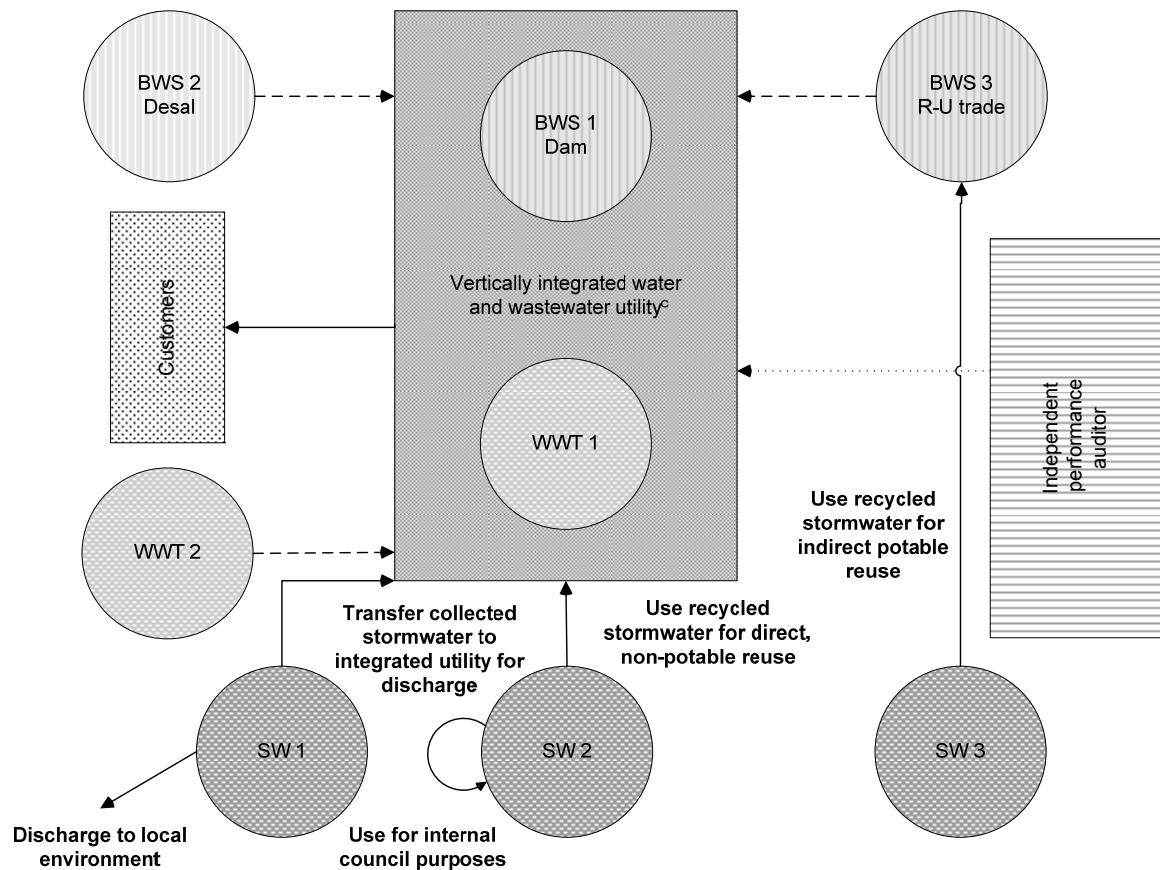 BWS 2
Desal
BWS 1
Dam
BWS 3
R-U trade
Customers
Vertically integrated water
and wastewater utilityᶜ
Independent
performance
auditor
WWT 1
WWT 2
Use recycled
stormwater for
indirect potable
reuse
Transfer collected
stormwater to
integrated utility for
discharge
Use recycled
stormwater for direct,
non-potable reuse
SW 1
SW 2
SW 3
Discharge to local
environment
Use for internal
council purposes